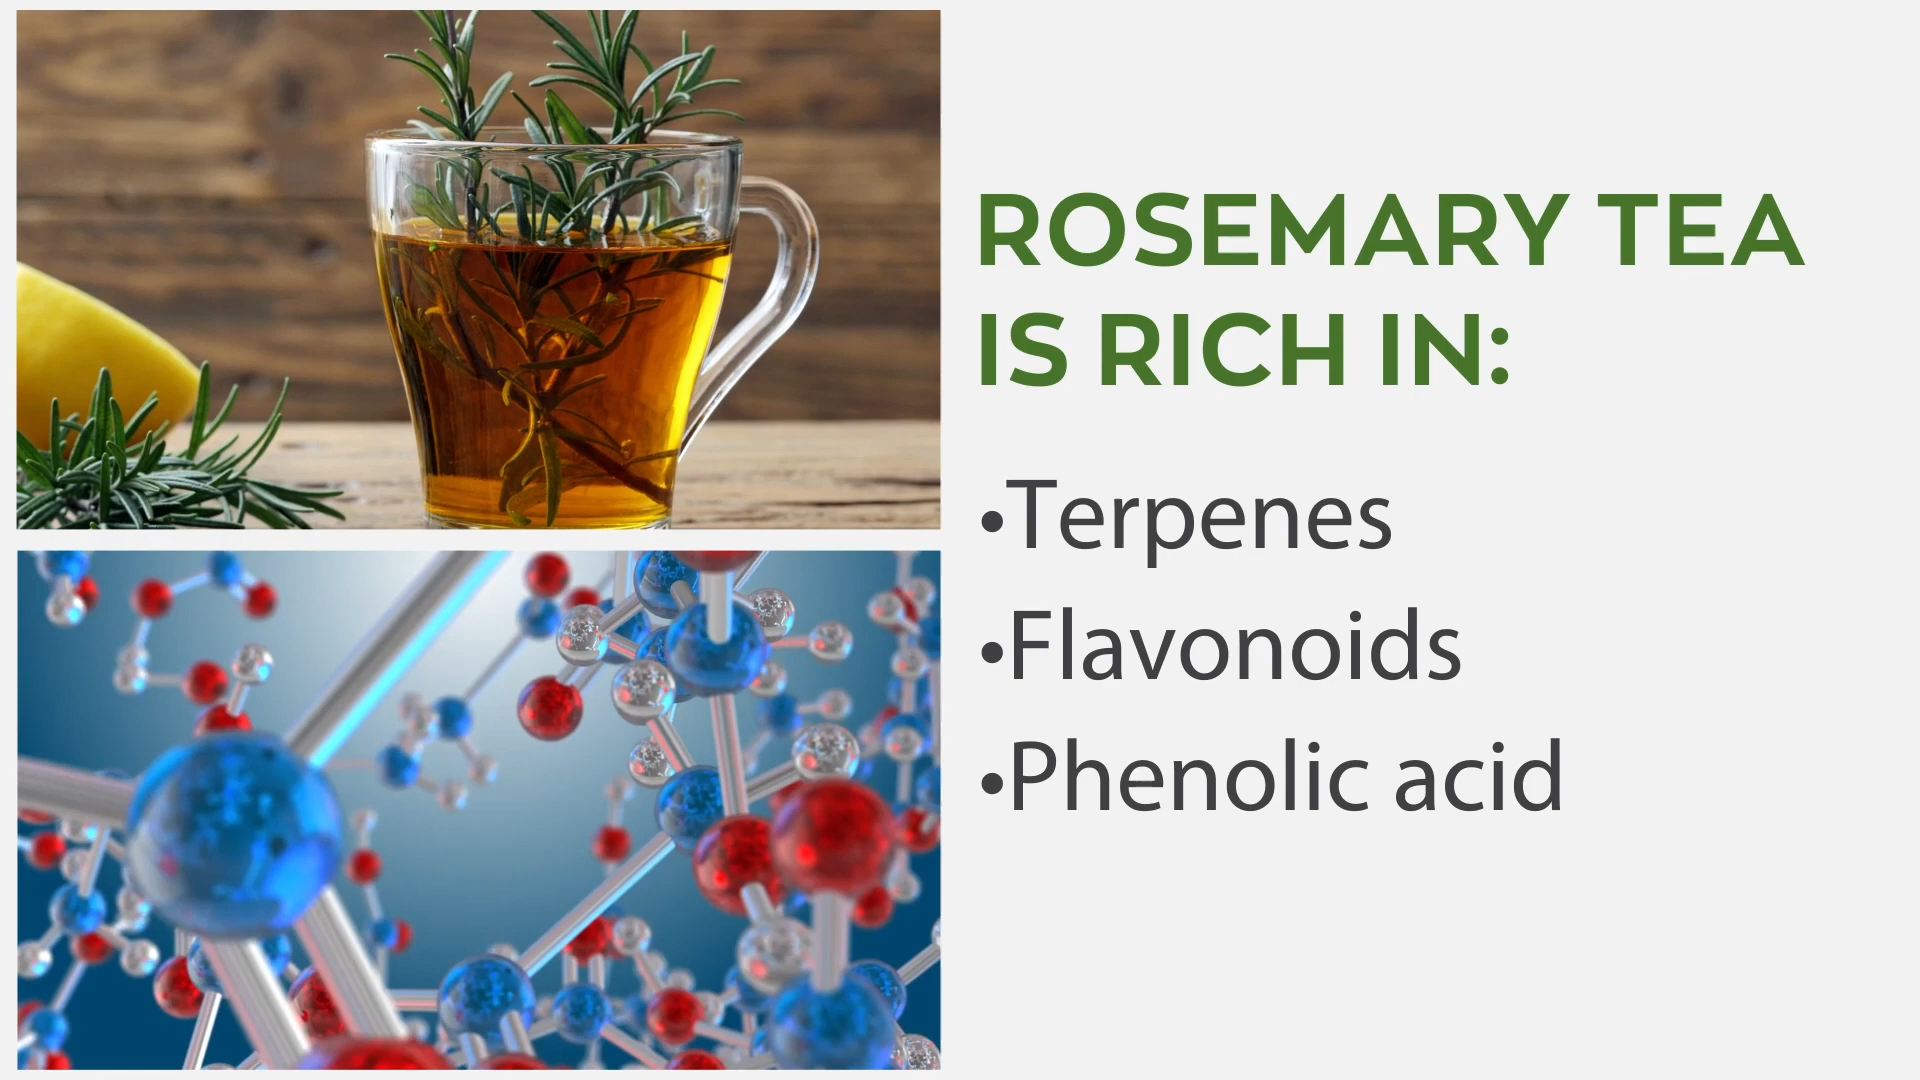 ROSEMARY TEA
IS RICH IN:
•Terpenes
•Flavonoids
•Phenolic acid